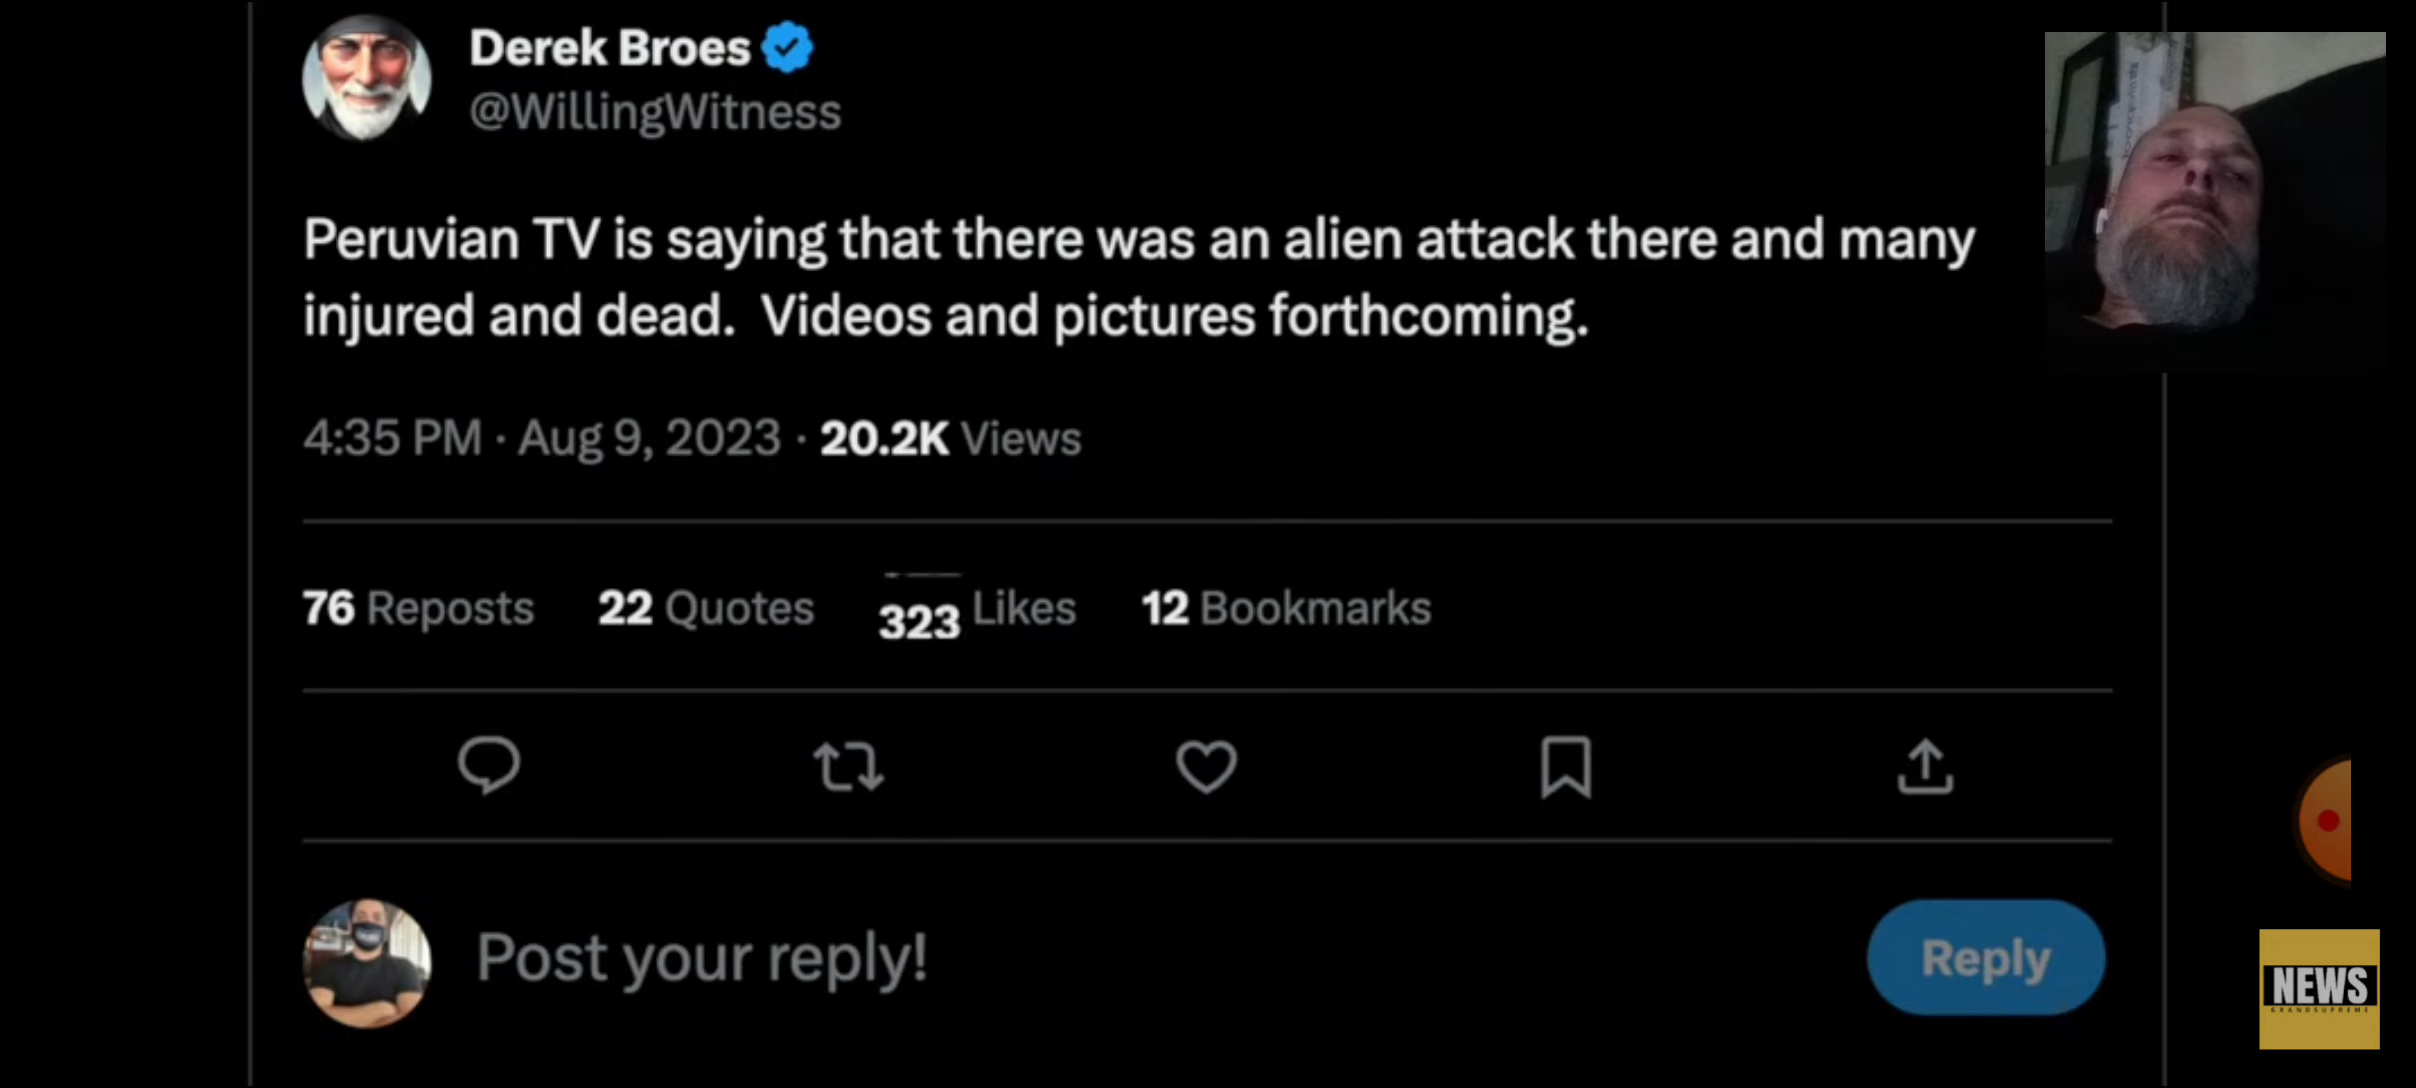 Derek Broes
@WillingWitness
Peruvian TV is saying that there was an alien attack there and many
injured and dead.  Videos and pictures forthcoming.
4:35 PM · Aug 9, 2023 · 20.2K Views
76 Reposts 22 Quotes 323 Likes 12 Bookmarks
Post your reply!
Reply
NEWS
GRANDSUPREME